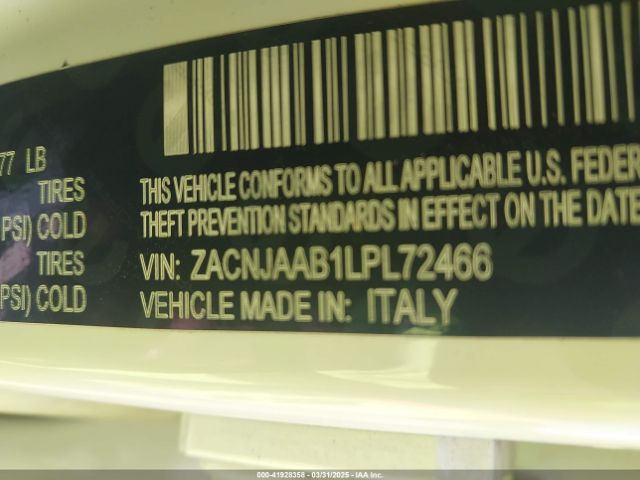 77 LB
TIRES
PSI) COLD
TIRES
PSI) COLD
THIS VEHICLE CONFORMS TO ALL APPLICABLE U.S. FEDER
THEFT PREVENTION STANDARDS IN EFFECT ON THE DATE
VIN: ZACNJAAB1LPL72466
VEHICLE MADE IN: ITALY
000-41928358 - 03/31/2025 - IAA Inc.